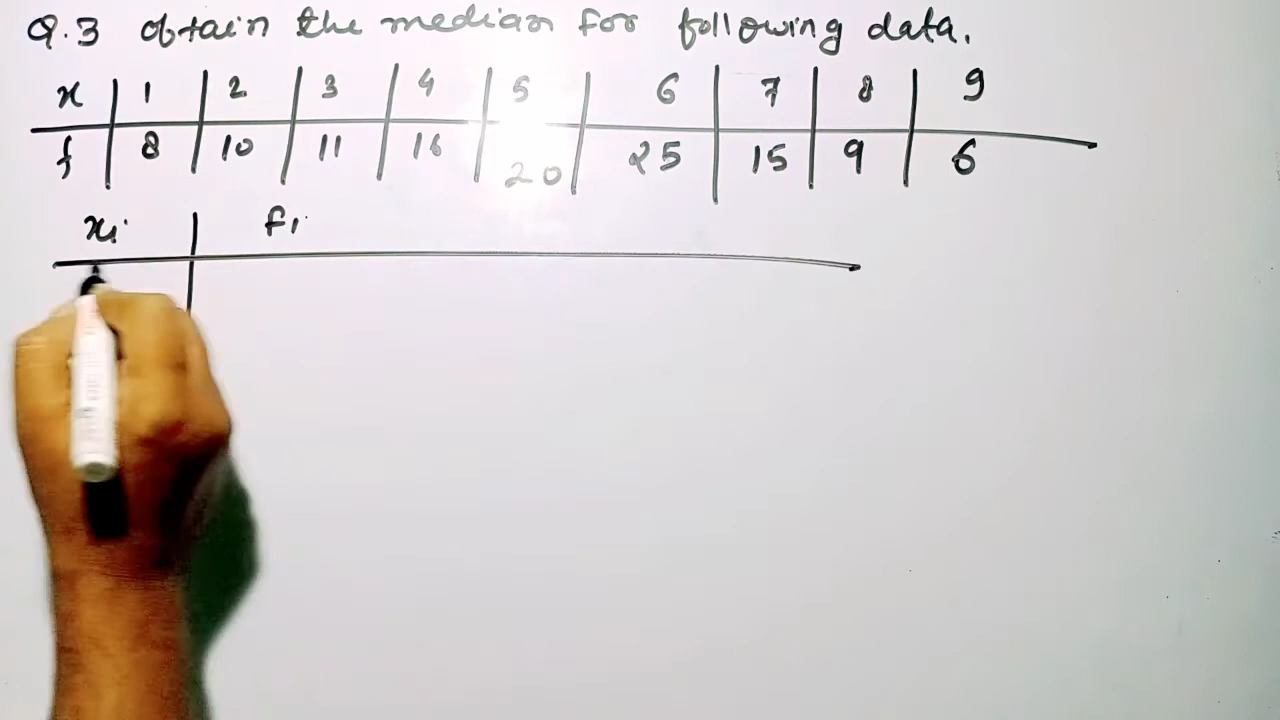 Q.3 obtain the median for following data.
x 1 2 3 4 5 6 7 8 9
f 8 10 11 16 20 25 15 9 6
xi fi